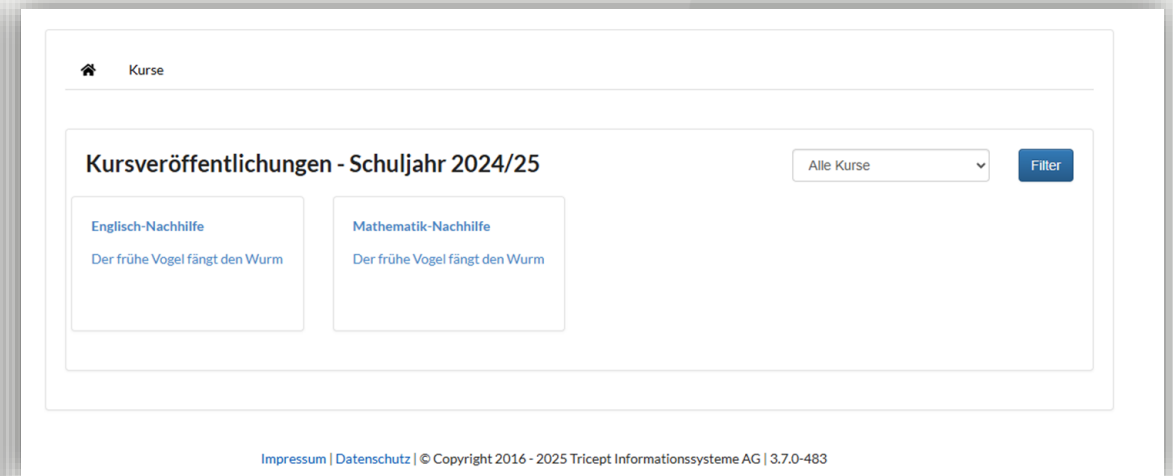 Kurse
Kursveröffentlichungen - Schuljahr 2024/25
Alle Kurse
Filter
Englisch-Nachhilfe
Der frühe Vogel fängt den Wurm
Mathematik-Nachhilfe
Der frühe Vogel fängt den Wurm
Impressum | Datenschutz | © Copyright 2016 - 2025 Tricept Informationssysteme AG | 3.7.0-483